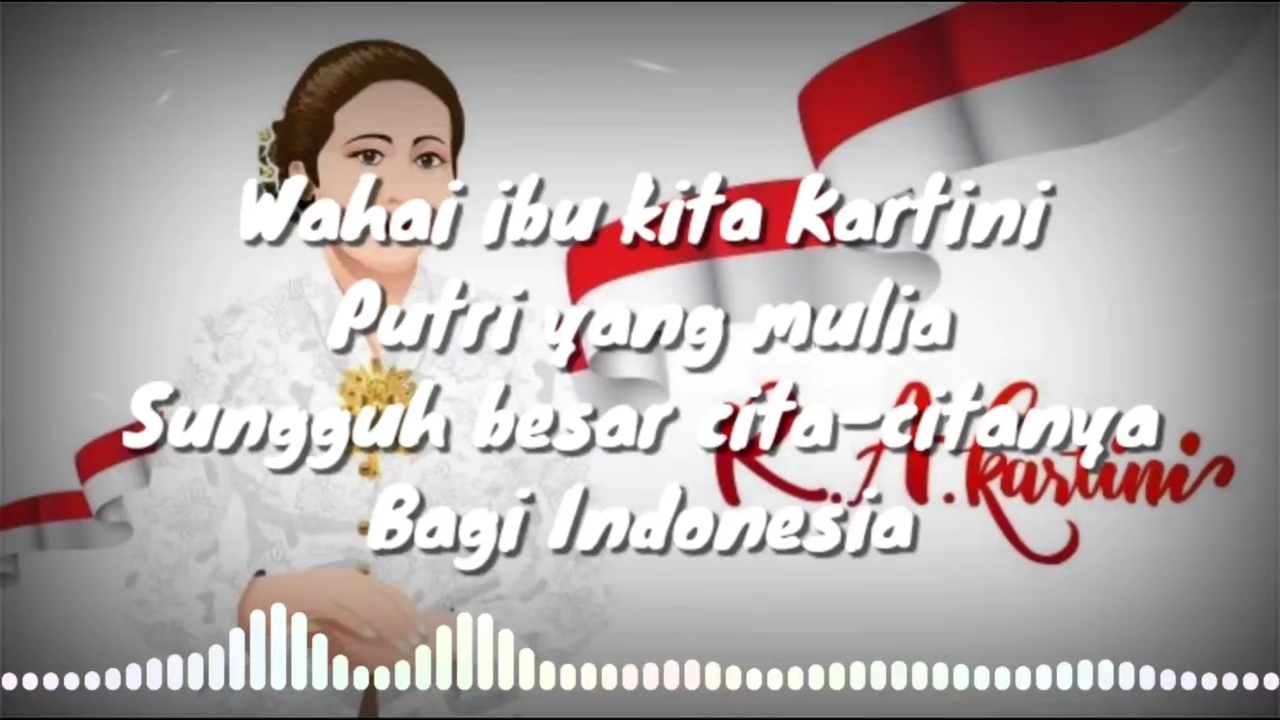 Wahai ibu kita Kartini
Putri yang mulia
Sungguh besar cita-citanya
Bagi Indonesia
R.A. Kartini